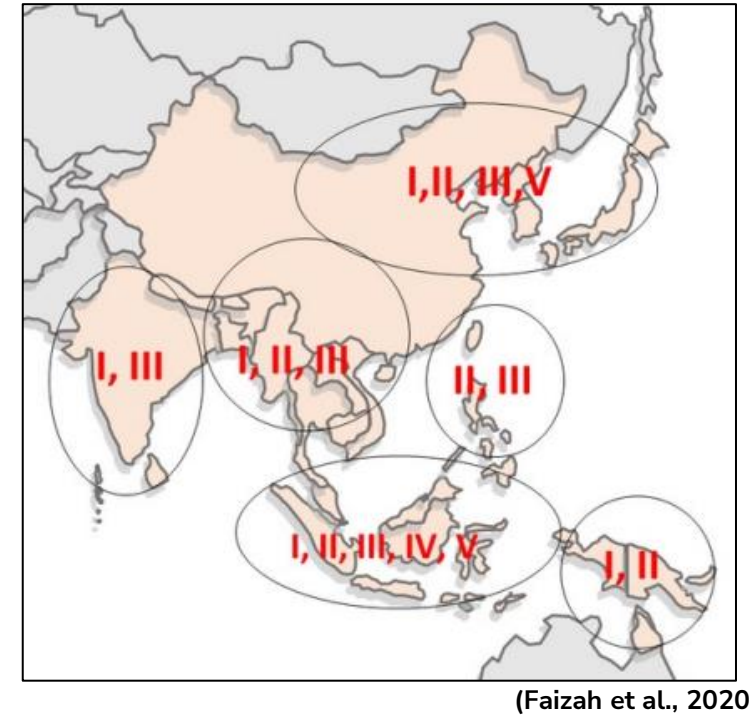 I,II, III,V
I, III
I, II, III
II, III
I, II, III, IV, V
I, II
(Faizah et al., 2020